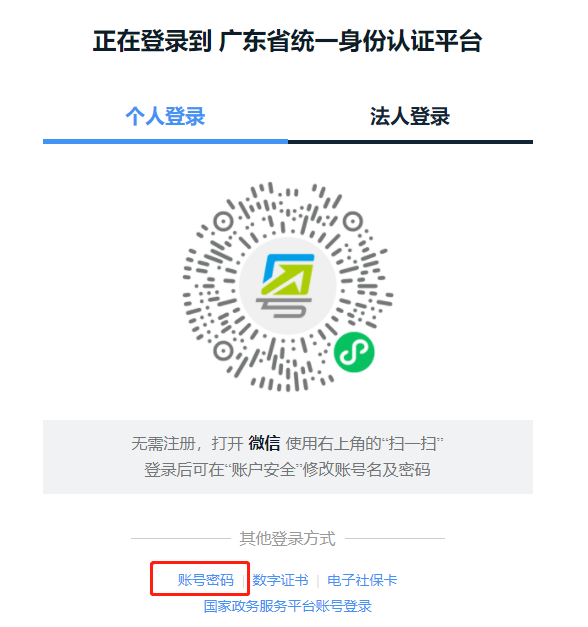 正在登录到 广东省统一身份认证平台
个人登录 法人登录
无需注册，打开 微信 使用右上角的“扫一扫”
登录后可在“账户安全”修改账号名及密码
其他登录方式
账号密码 | 数字证书 | 电子社保卡
国家政务服务平台账号登录